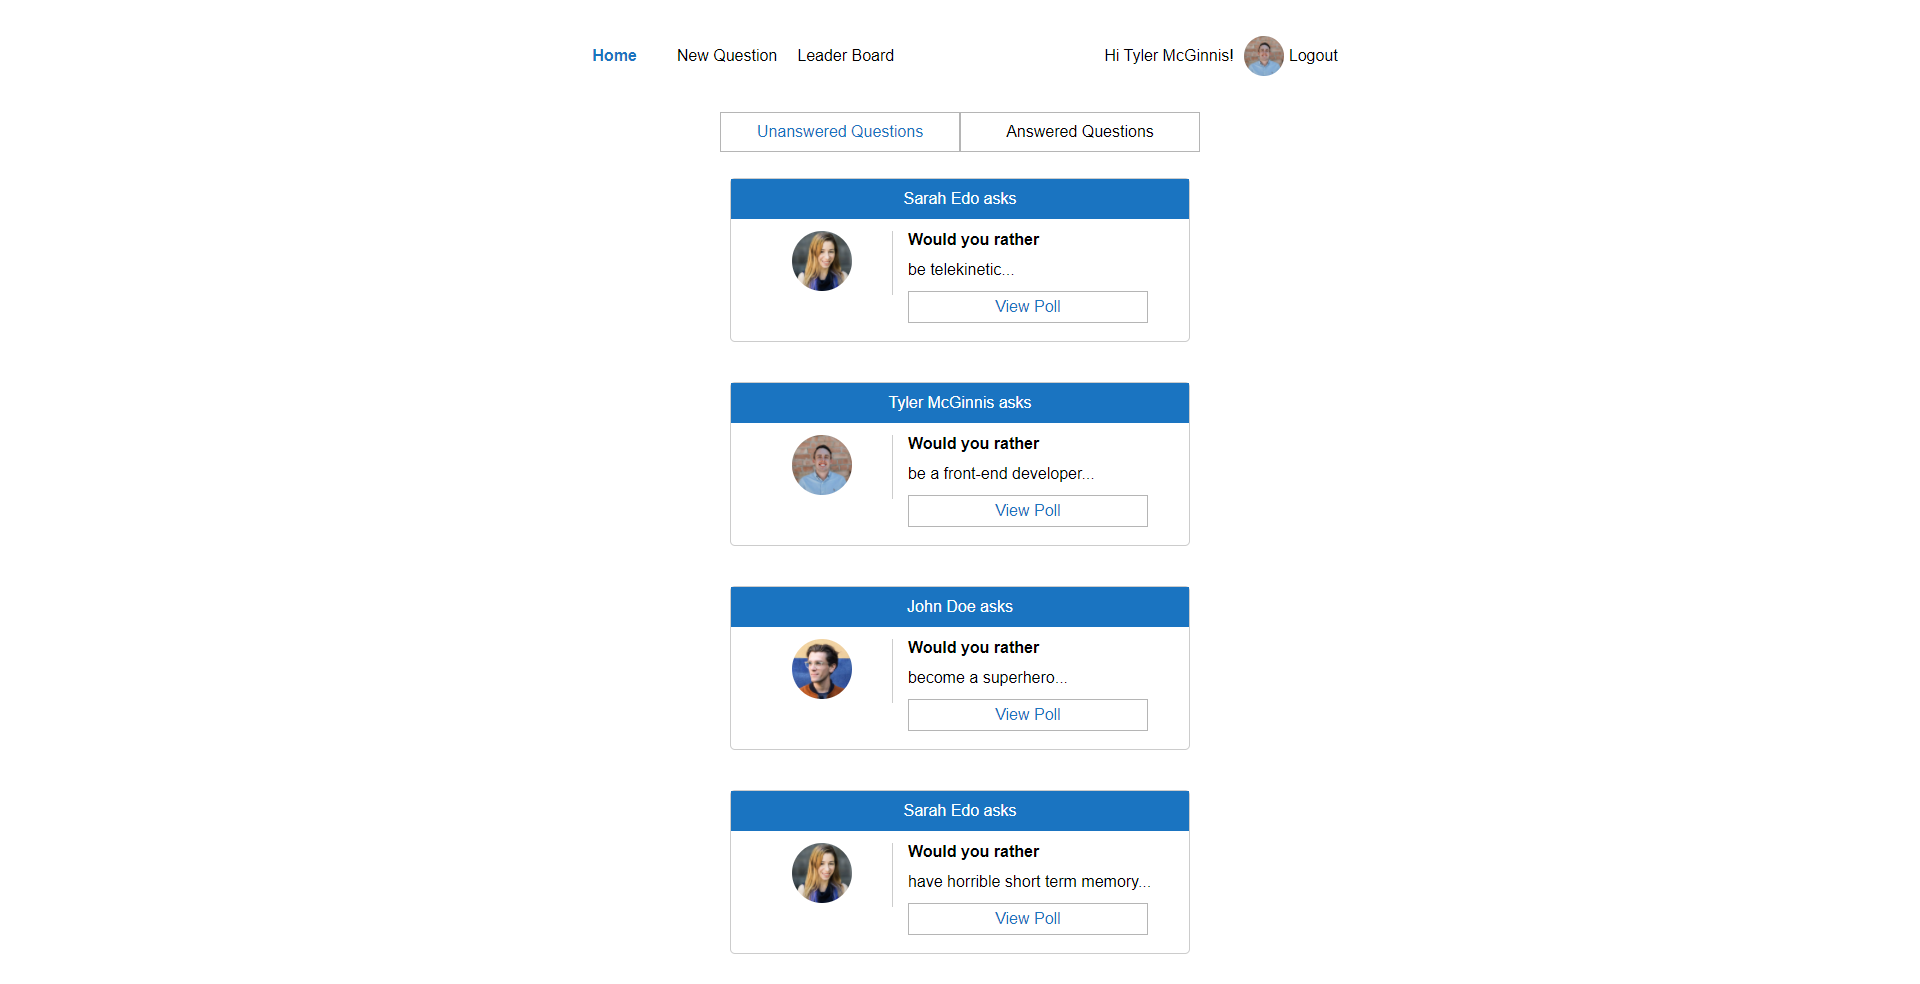 Home New Question Leader Board Hi Tyler McGinnis! Logout
Unanswered Questions Answered Questions
Sarah Edo asks
Would you rather
be telekinetic...
View Poll
Tyler McGinnis asks
Would you rather
be a front-end developer...
View Poll
John Doe asks
Would you rather
become a superhero...
View Poll
Sarah Edo asks
Would you rather
have horrible short term memory...
View Poll